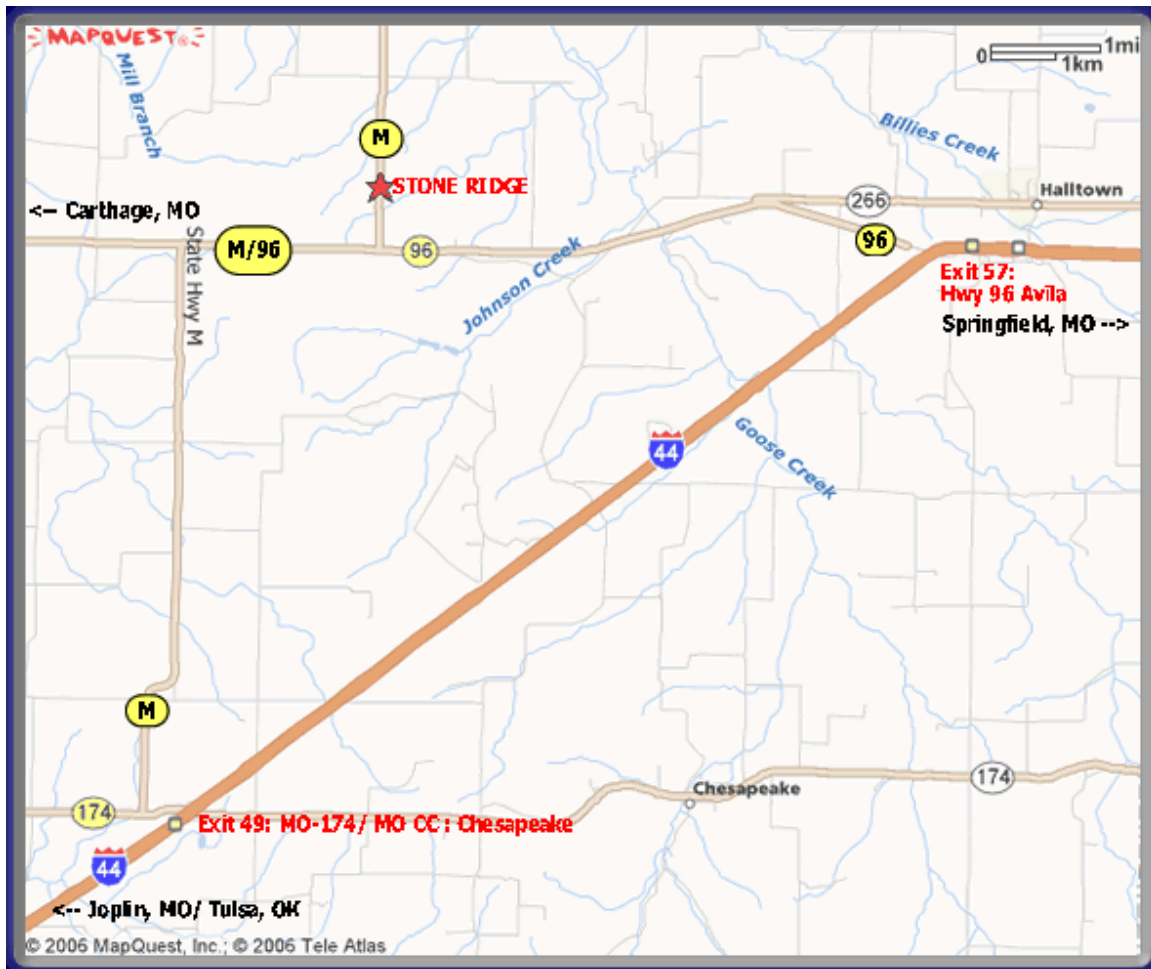 MAPQUEST®
1mi
0
1km
Mill Branch
M
Billies Creek
STONE RIDGE
Halltown
266
<-- Carthage, MO
M/96
96
96
State Hwy M
Johnson Creek
Exit 57:
Hwy 96 Avila
Springfield, MO -->
44
Goose Creek
M
174
Chesapeake
174
Exit 49: MO-174/ MO CC: Chesapeake
44
<-- Joplin, MO/ Tulsa, OK
© 2006 MapQuest, Inc.; © 2006 Tele Atlas